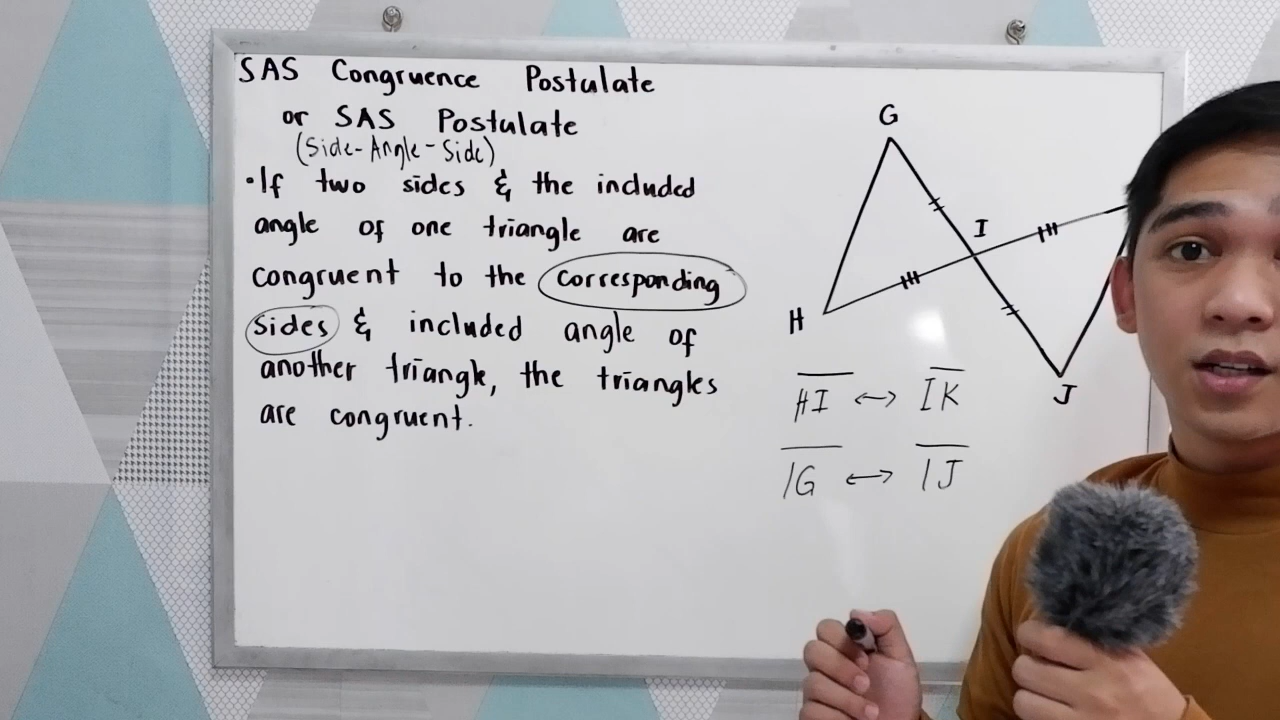 SAS Congruence Postulate
or SAS Postulate
(Side-Angle-Side)
•If two sides & the included
angle of one triangle are
congruent to the corresponding
sides & included angle of
another triangle, the triangles
are congruent.
G
I
H
J
HI ↔ IK
IG ↔ IJ